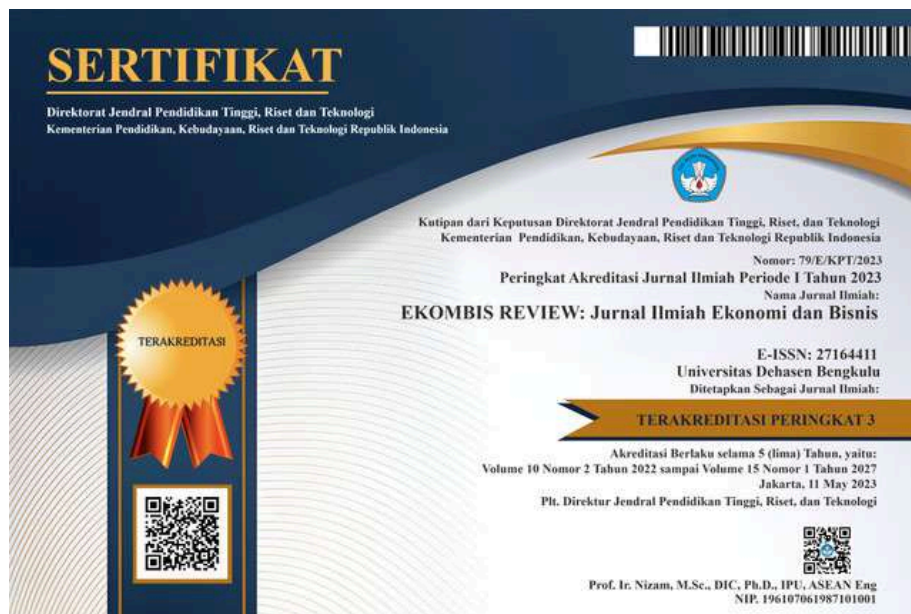 SERTIFIKAT
Direktorat Jendral Pendidikan Tinggi, Riset dan Teknologi
Kementerian Pendidikan, Kebudayaan, Riset dan Teknologi Republik Indonesia
Kutipan dari Keputusan Direktorat Jendral Pendidikan Tinggi, Riset, dan Teknologi
Kementerian Pendidikan, Kebudayaan, Riset dan Teknologi Republik Indonesia
Nomor: 79/E/KPT/2023
Peringkat Akreditasi Jurnal Ilmiah Periode I Tahun 2023
Nama Jurnal Ilmiah:
EKOMBIS REVIEW: Jurnal Ilmiah Ekonomi dan Bisnis
E-ISSN: 27164411
Universitas Dehasen Bengkulu
Ditetapkan Sebagai Jurnal Ilmiah:
TERAKREDITASI PERINGKAT 3
TERAKREDITASI
Akreditasi Berlaku selama 5 (lima) Tahun, yaitu:
Volume 10 Nomor 2 Tahun 2022 sampai Volume 15 Nomor 1 Tahun 2027
Jakarta, 11 May 2023
Plt. Direktur Jendral Pendidikan Tinggi, Riset, dan Teknologi
Prof. Ir. Nizam, M.Sc., DIC, Ph.D., IPU, ASEAN Eng
NIP. 196107061987101001